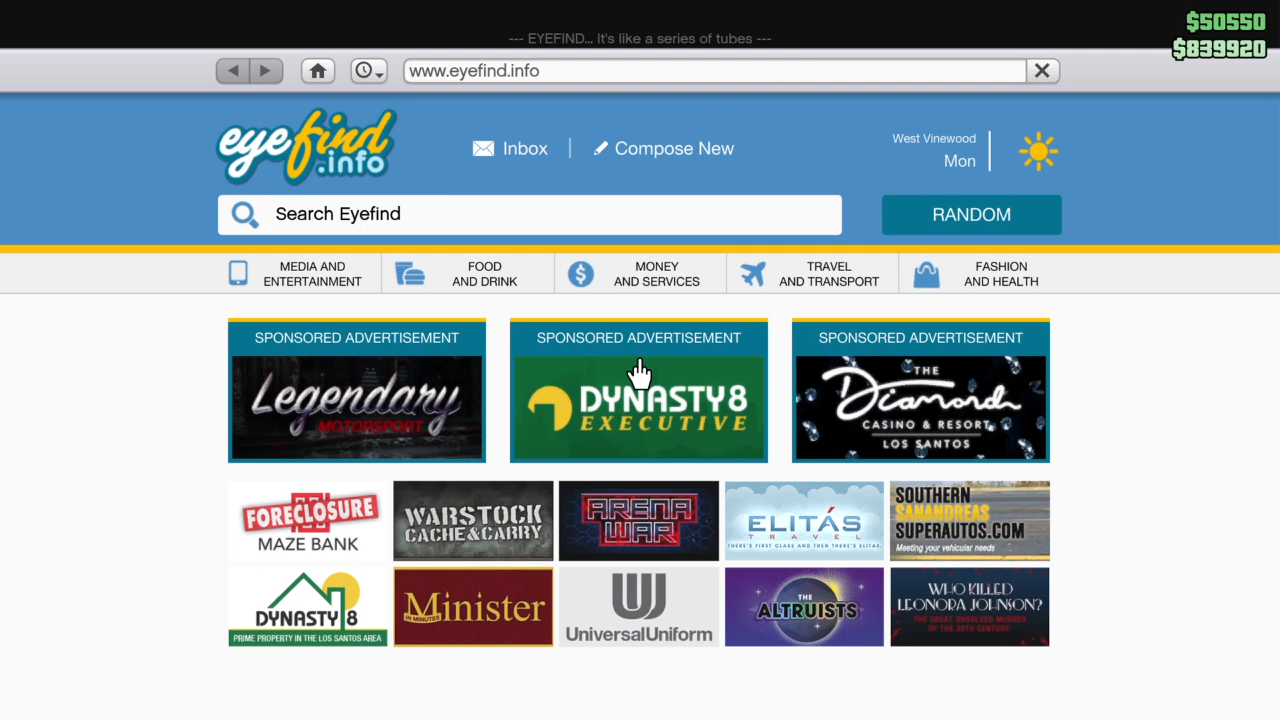 $50550
--- EYEFIND... It's like a series of tubes ---
$839920
www.eyefind.info
eyefind
.info
Inbox
Compose New
West Vinewood
Mon
Search Eyefind
RANDOM
MEDIA AND
ENTERTAINMENT
FOOD
AND DRINK
MONEY
AND SERVICES
TRAVEL
AND TRANSPORT
FASHION
AND HEALTH
SPONSORED ADVERTISEMENT
Legendary
MOTORSPORT
SPONSORED ADVERTISEMENT
DYNASTY 8
EXECUTIVE
SPONSORED ADVERTISEMENT
THE
Diamond
CASINO & RESORT
LOS SANTOS
FORECLOSURE
MAZE BANK
WARSTOCK
CACHE&CARRY
ARENA
WAR
ELITÁS
TRAVEL
THERE'S FIRST CLASS AND THEN THERE'S ELITAS
SOUTHERN
SANANDREAS
SUPERAUTOS.COM
Meeting your vehicular needs
DYNASTY 8
PRIME PROPERTY IN THE LOS SANTOS AREA
Minister
IN MINUTES
UniversalUniform
THE
ALTRUISTS
WHO KILLED
LEONORA JOHNSON?
THE GREAT UNSOLVED MURDER
OF THE 20TH CENTURY